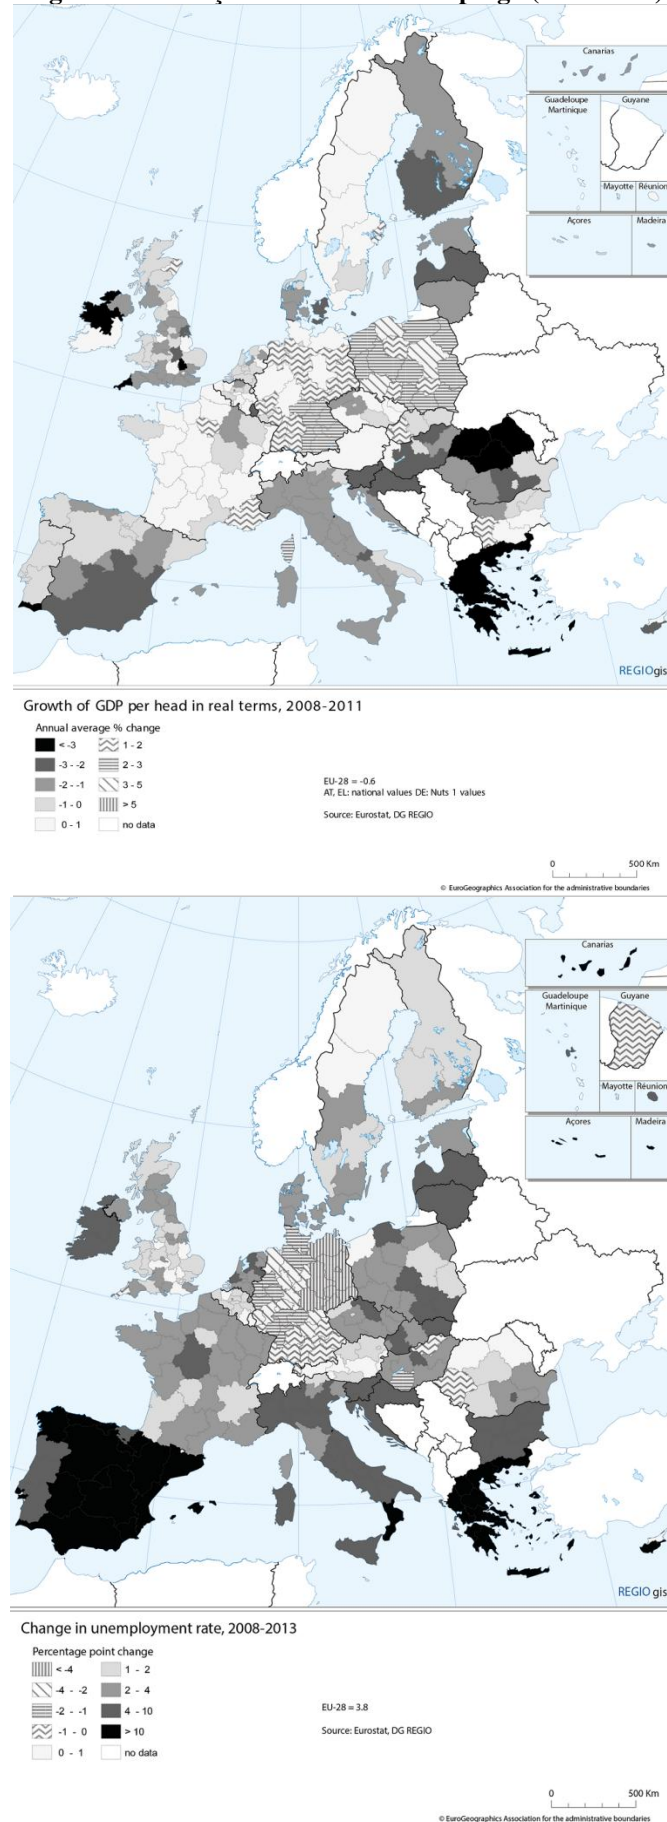 Canarias
Guadeloupe Guyane
Martinique
Mayotte Réunion
Açores Madeira
REGIOgis
Growth of GDP per head in real terms, 2008-2011
Annual average % change
< -3 1 - 2
-3 - -2 2 - 3
-2 - -1 3 - 5
-1 - 0 > 5
0 - 1 no data
EU-28 = -0.6
AT, EL: national values DE: Nuts 1 values
Source: Eurostat, DG REGIO
0 500 Km
© EuroGeographics Association for the administrative boundaries
Canarias
Guadeloupe Guyane
Martinique
Mayotte Réunion
Açores Madeira
REGIO gis
Change in unemployment rate, 2008-2013
Percentage point change
< -4 1 - 2
-4 - -2 2 - 4
-2 - -1 4 - 10
-1 - 0 > 10
0 - 1 no data
EU-28 = 3.8
Source: Eurostat, DG REGIO
0 500 Km
© EuroGeographics Association for the administrative boundaries